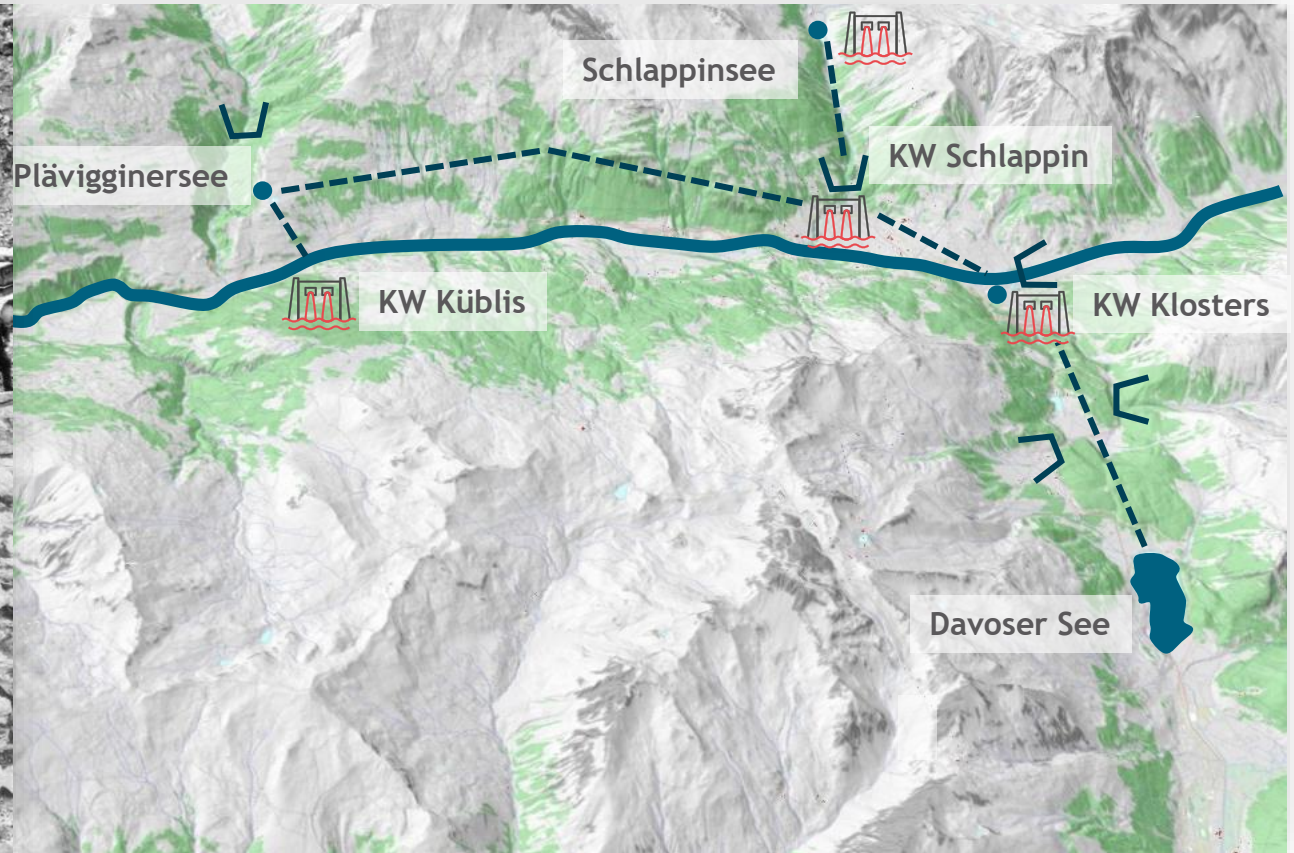 Schlappinsee
KW Schlappin
Plävigginersee
KW Küblis
KW Klosters
Davoser See